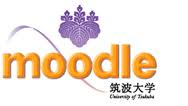 moodle
筑波大学
University of Tsukuba